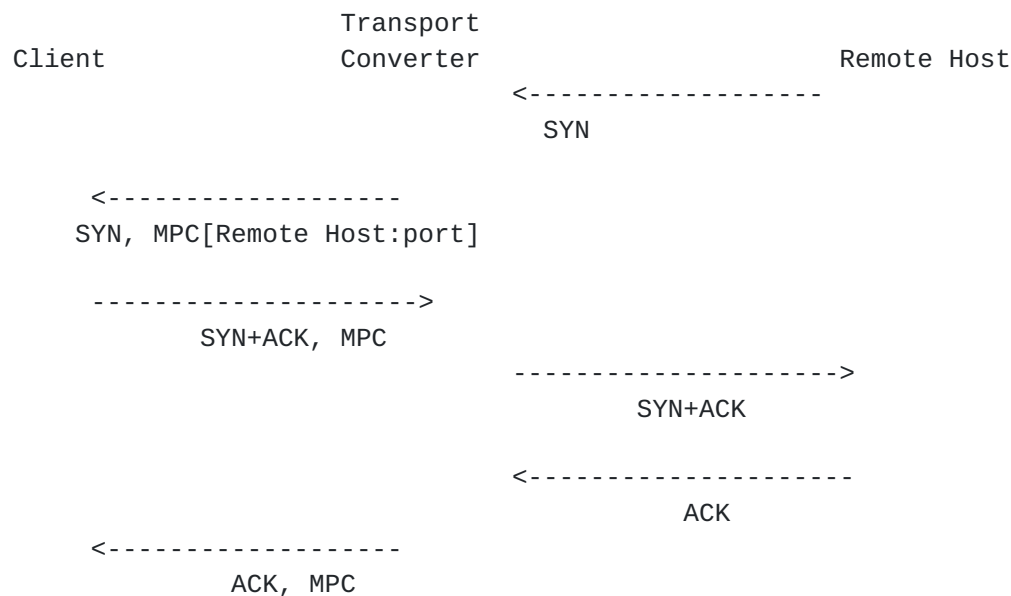 Transport
Client Converter Remote Host
<--------------------
SYN
<-------------------
SYN, MPC[Remote Host:port]
--------------------->
SYN+ACK, MPC
--------------------->
SYN+ACK
<---------------------
ACK
<-------------------
ACK, MPC